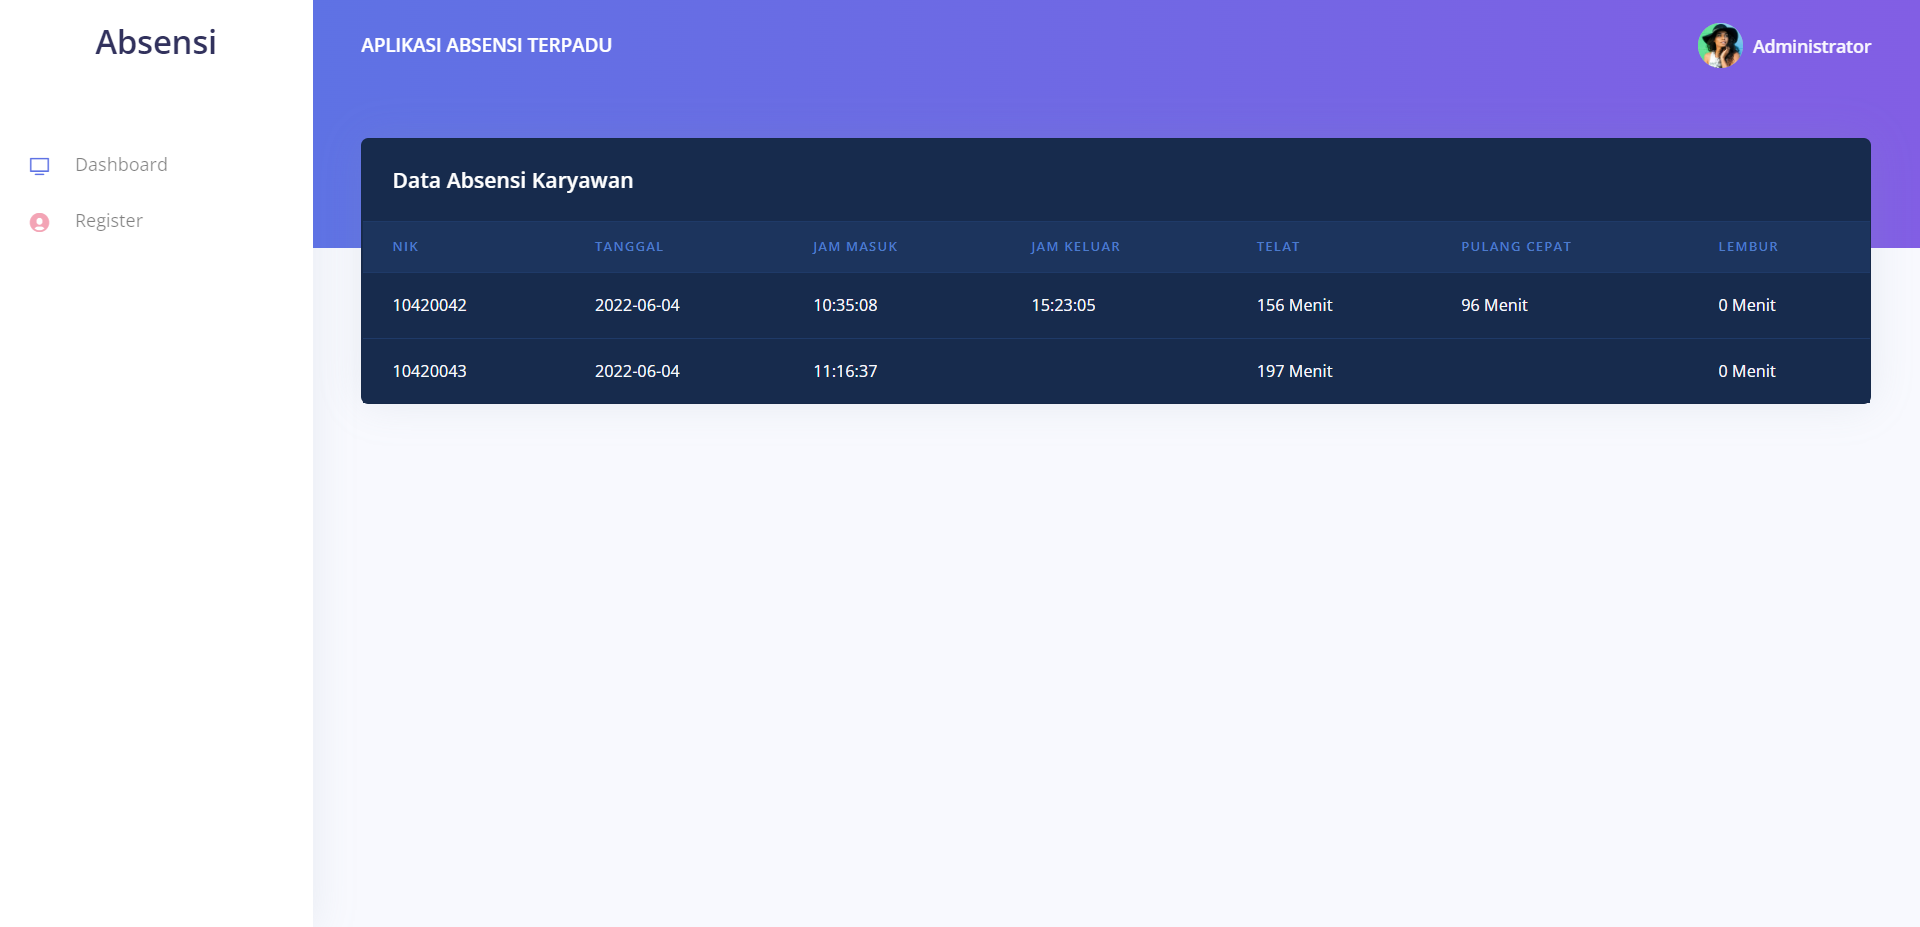 Absensi
Dashboard
Register
APLIKASI ABSENSI TERPADU
Administrator
Data Absensi Karyawan
NIK TANGGAL JAM MASUK JAM KELUAR TELAT PULANG CEPAT LEMBUR
10420042 2022-06-04 10:35:08 15:23:05 156 Menit 96 Menit 0 Menit
10420043 2022-06-04 11:16:37 197 Menit 0 Menit